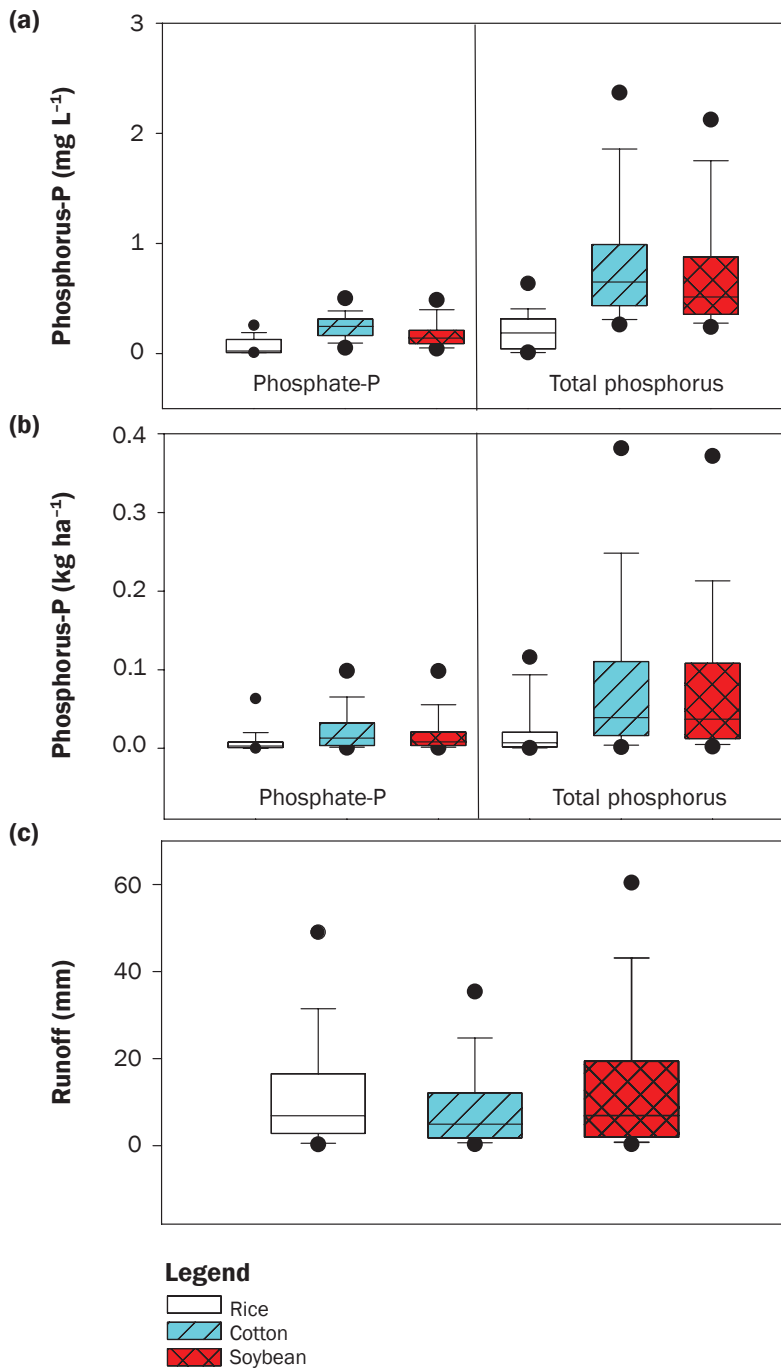 (a)
Phosphorus-P (mg L⁻¹)
3
2
1
0
Phosphate-P
Total phosphorus
(b)
Phosphorus-P (kg ha⁻¹)
0.4
0.3
0.2
0.1
0.0
Phosphate-P
Total phosphorus
(c)
Runoff (mm)
60
40
20
0
Legend
Rice
Cotton
Soybean